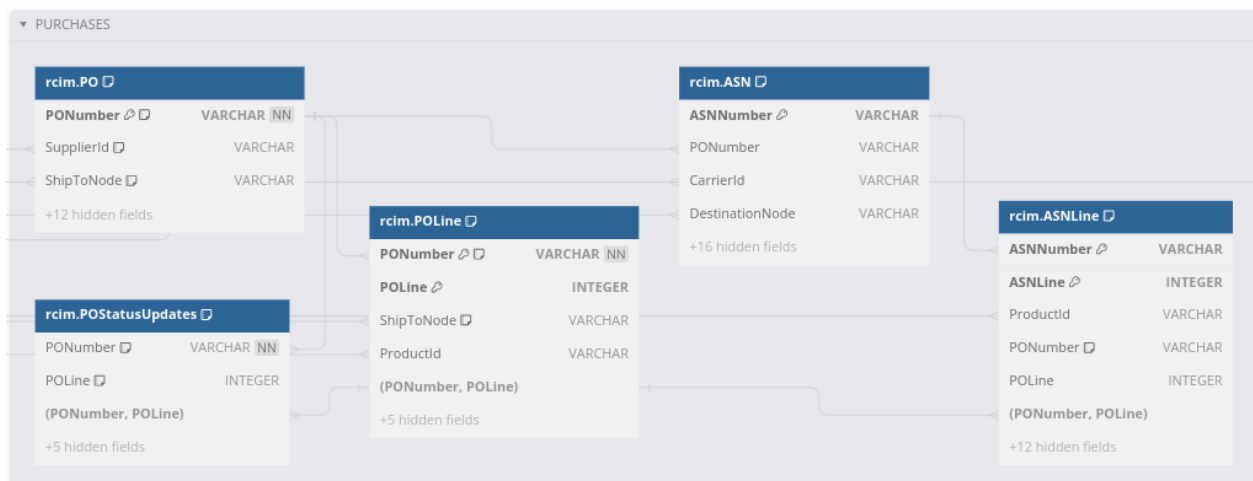 PURCHASES
rcim.PO
PONumber VARCHAR NN
SupplierId VARCHAR
ShipToNode VARCHAR
+12 hidden fields
rcim.POStatusUpdates
PONumber VARCHAR NN
POLine INTEGER
(PONumber, POLine)
+5 hidden fields
rcim.POLine
PONumber VARCHAR NN
POLine INTEGER
ShipToNode VARCHAR
ProductId VARCHAR
(PONumber, POLine)
+5 hidden fields
rcim.ASN
ASNNumber VARCHAR
PONumber VARCHAR
CarrierId VARCHAR
DestinationNode VARCHAR
+16 hidden fields
rcim.ASNLine
ASNNumber VARCHAR
ASNLine INTEGER
ProductId VARCHAR
PONumber VARCHAR
POLine INTEGER
(PONumber, POLine)
+12 hidden fields